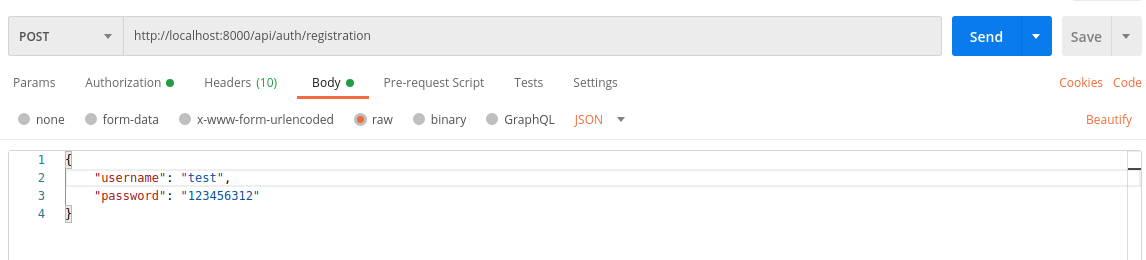 POST http://localhost:8000/api/auth/registration Send Save
Params Authorization Headers (10) Body Pre-request Script Tests Settings Cookies Code
none form-data x-www-form-urlencoded raw binary GraphQL JSON Beautify
1 {
2 "username": "test",
3 "password": "123456312"
4 }